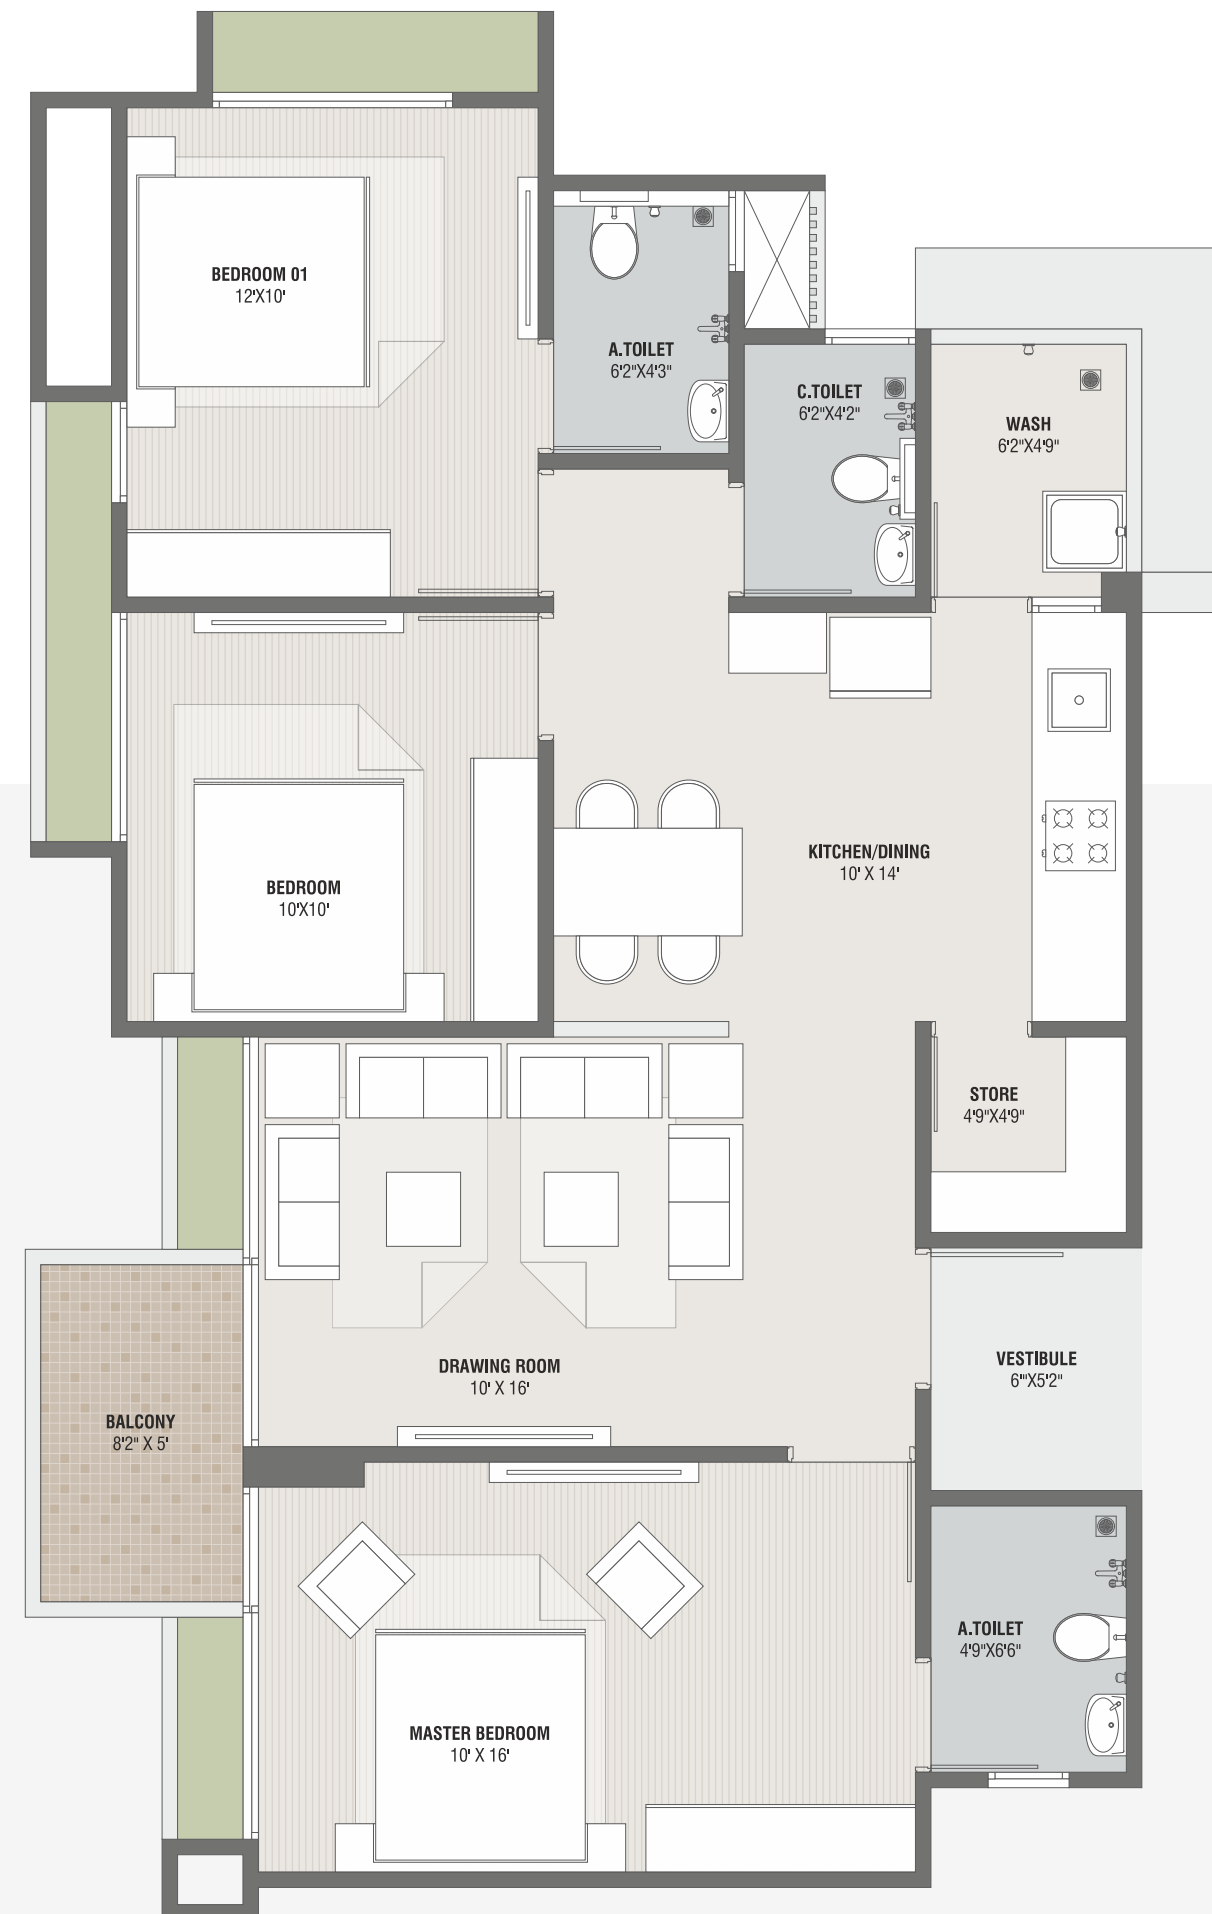 BEDROOM 01
12'X10'
A.TOILET
6'2"X4'3"
C.TOILET
6'2"X4'2"
WASH
6'2"X4'9"
BEDROOM
10'X10'
KITCHEN/DINING
10' X 14'
STORE
4'9"X4'9"
DRAWING ROOM
10' X 16'
VESTIBULE
6'"X5'2"
BALCONY
8'2" X 5'
A.TOILET
4'9"X6'6"
MASTER BEDROOM
10' X 16'